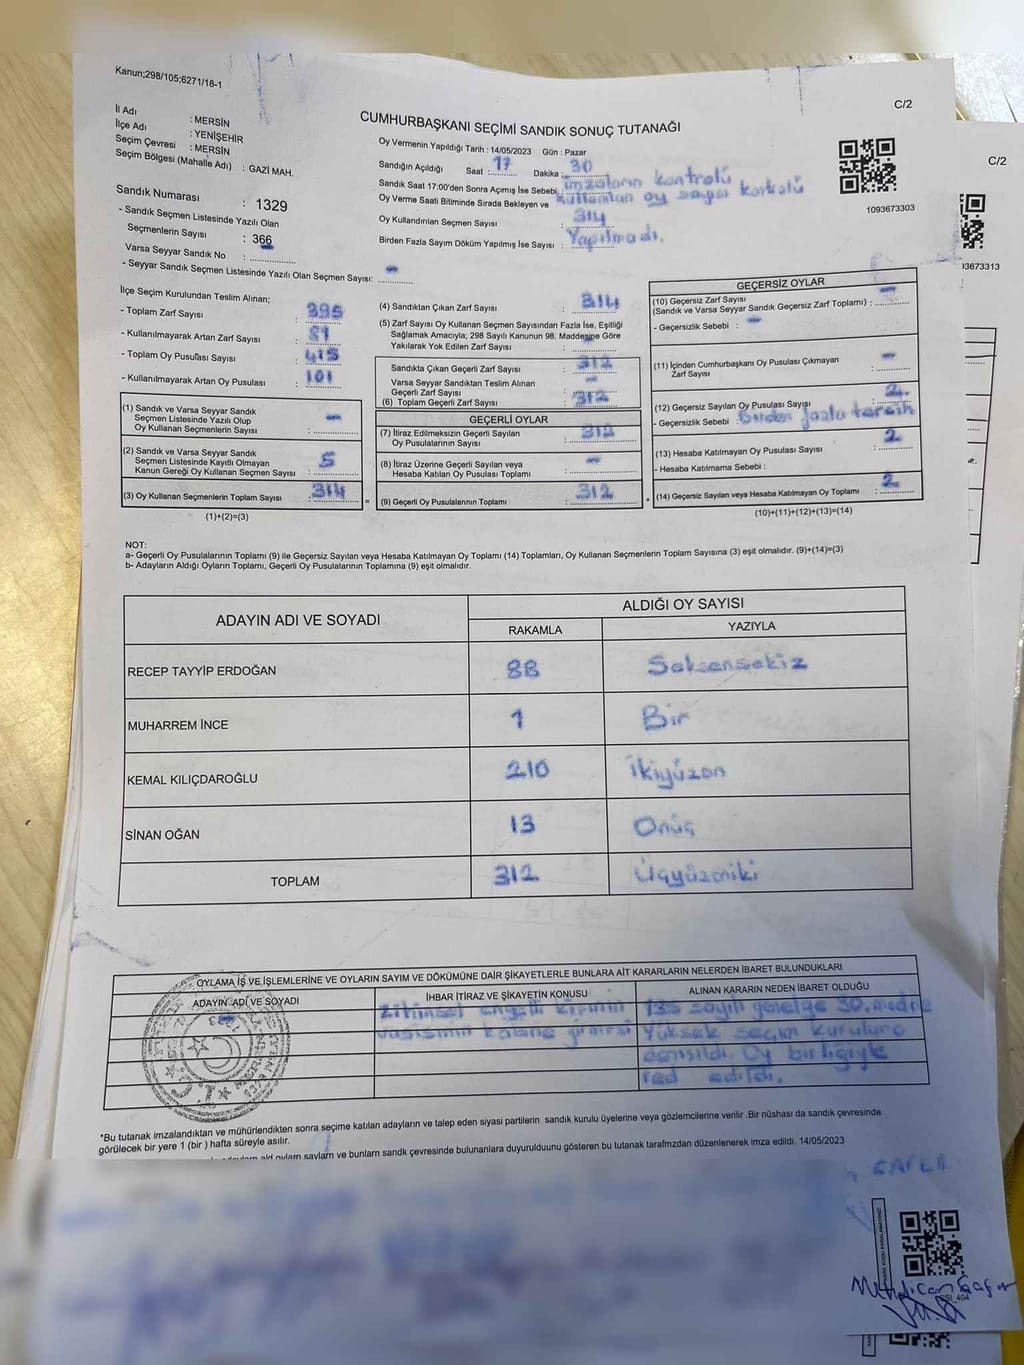 Kanun;298/105;6271/18-1
C/2
İl Adı : MERSİN
İlçe Adı : YENİŞEHİR
Seçim Çevresi : MERSİN
Seçim Bölgesi (Mahalle Adı) : GAZİ MAH.
Sandık Numarası : 1329
- Sandık Seçmen Listesinde Yazılı Olan
Seçmenlerin Sayısı : 366
Varsa Seyyar Sandık No :
- Seyyar Sandık Seçmen Listesinde Yazılı Olan Seçmen Sayısı: -
CUMHURBAŞKANI SEÇİMİ SANDIK SONUÇ TUTANAĞI
Oy Vermenin Yapıldığı Tarih : 14/05/2023 Gün : Pazar
Sandığın Açıldığı Saat : 17 Dakika : 30
Sandık Saat 17:00'den Sonra Açımış İse Sebebi : imzaların kontrolü
kullanılan oy sayısı kontrolü
Oy Verme Saati Bitiminde Sırada Bekleyen ve
Oy Kullandırılan Seçmen Sayısı : 314
Birden Fazla Sayım Döküm Yapılmış İse Sayısı : Yapılmadı.
1093673303
C/2
İlçe Seçim Kurulundan Teslim Alınan;
- Toplam Zarf Sayısı : 395
- Kullanılmayarak Artan Zarf Sayısı : 81
- Toplam Oy Pusulası Sayısı : 415
- Kullanılmayarak Artan Oy Pusulası : 101
(1) Sandık ve Varsa Seyyar Sandık
Seçmen Listesinde Yazılı Olup
Oy Kullanan Seçmenlerin Sayısı : -
(2) Sandık ve Varsa Seyyar Sandık
Seçmen Listesinde Kayıtlı Olmayan
Kanun Gereği Oy Kullanan Seçmen Sayısı : 5
(3) Oy Kullanan Seçmenlerin Toplam Sayısı : 314
(1)+(2)=(3)
(4) Sandıktan Çıkan Zarf Sayısı : 314
(5) Zarf Sayısı Oy Kullanan Seçmen Sayısından Fazla İse, Eşitliği
Sağlamak Amacıyla; 298 Sayılı Kanunun 98. Maddesine Göre
Yakılarak Yok Edilen Zarf Sayısı : -
Sandıkta Çıkan Geçerli Zarf Sayısı : 312
Varsa Seyyar Sandıktan Teslim Alınan
Geçerli Zarf Sayısı : -
(6) Toplam Geçerli Zarf Sayısı : 312
GEÇERLİ OYLAR
(7) İtiraz Edilmeksizin Geçerli Sayılan
Oy Pusulalarının Sayısı : 312
(8) İtiraz Üzerine Geçerli Sayılan veya
Hesaba Katılan Oy Pusulası Toplamı : -
(9) Geçerli Oy Pusulalarının Toplamı : 312
GEÇERSİZ OYLAR
(10) Geçersiz Zarf Sayısı
(Sandık ve Varsa Seyyar Sandık Geçersiz Zarf Toplamı) : -
- Geçersizlik Sebebi : -
(11) İçinden Cumhurbaşkanı Oy Pusulası Çıkmayan
Zarf Sayısı : -
(12) Geçersiz Sayılan Oy Pusulası Sayısı : 2
- Geçersizlik Sebebi : Birden fazla tercih
(13) Hesaba Katılmayan Oy Pusulası Sayısı : 2
- Hesaba Katılmama Sebebi :
(14) Geçersiz Sayılan veya Hesaba Katılmayan Oy Toplamı : 2
(10)+(11)+(12)+(13)=(14)
NOT:
a- Geçerli Oy Pusulalarının Toplamı (9) ile Geçersiz Sayılan veya Hesaba Katılmayan Oy Toplamı (14) Toplamları, Oy Kullanan Seçmenlerin Toplam Sayısına (3) eşit olmalıdır. (9)+(14)=(3)
b- Adayların Aldığı Oyların Toplamı, Geçerli Oy Pusulalarının Toplamına (9) eşit olmalıdır.
ADAYIN ADI VE SOYADI ALDIĞI OY SAYISI
RAKAMLA YAZIYLA
RECEP TAYYİP ERDOĞAN 88 Seksensekiz
MUHARREM İNCE 1 Bir
KEMAL KILIÇDAROĞLU 210 İkiyüzon
SİNAN OĞAN 13 Onüç
TOPLAM 312 Üçyüzoniki
OYLAMA İŞ VE İŞLEMLERİNE VE OYLARIN SAYIM VE DÖKÜMÜNE DAİR ŞİKAYETLERLE BUNLARA AİT KARARLARIN NELERDEN İBARET BULUNDUKLARI
ADAYIN ADI VE SOYADI İHBAR İTİRAZ VE ŞİKAYETİN KONUSU ALINAN KARARIN NEDEN İBARET OLDUĞU
zihinsel engelli kişinin 135 sayılı genelge 30.madde
vasisinin kabine girmesi Yüksek seçim kuruluna
danışıldı. Oy birliğiyle
red edildi.
*Bu tutanak imzalandıktan ve mühürlendikten sonra seçime katılan adayların ve talep eden siyasi partilerin sandık kurulu üyelerine veya gözlemcilerine verilir .Bir nüshası da sandık çevresinde
görülecek bir yere 1 (bir ) hafta süreyle asılır.
ve bunların sandk çevresinde bulunanlara duyurulduunu gösteren bu tutanak tarafmzdan düzenlenerek imza edildi. 14/05/2023